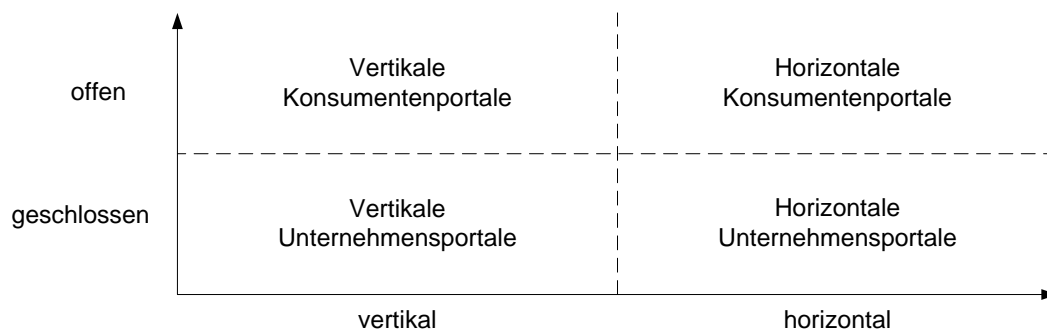 offen
Vertikale
Konsumentenportale
Horizontale
Konsumentenportale
geschlossen
Vertikale
Unternehmensportale
Horizontale
Unternehmensportale
vertikal
horizontal